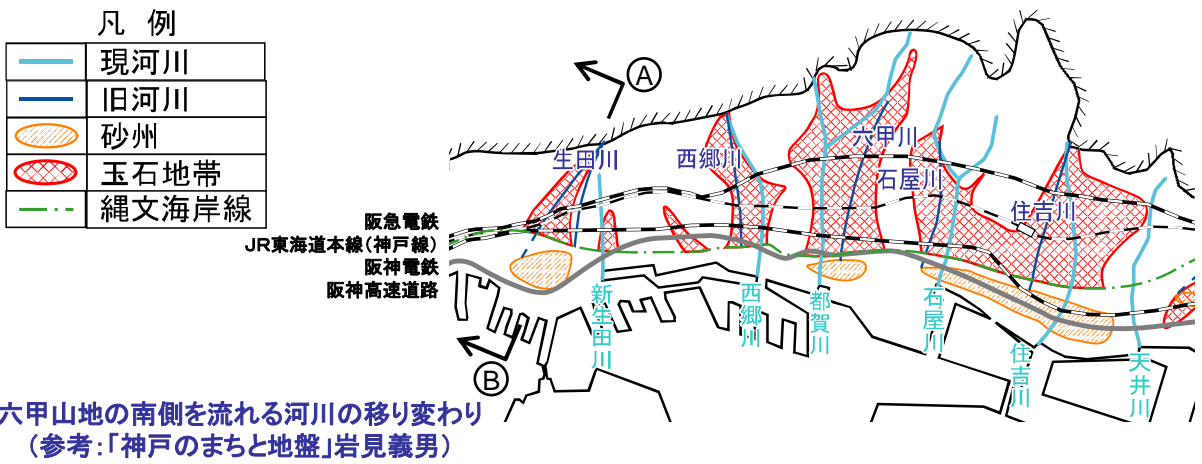 凡 例
現河川
旧河川
砂州
玉石地帯
縄文海岸線
A
生田川
西郷川
六甲川
石屋川
住吉川
阪急電鉄
JR東海道本線(神戸線)
阪神電鉄
阪神高速道路
新生田川
西郷川
都賀川
石屋川
住吉川
天井川
B
六甲山地の南側を流れる河川の移り変わり
(参考:「神戸のまちと地盤」岩見義男)